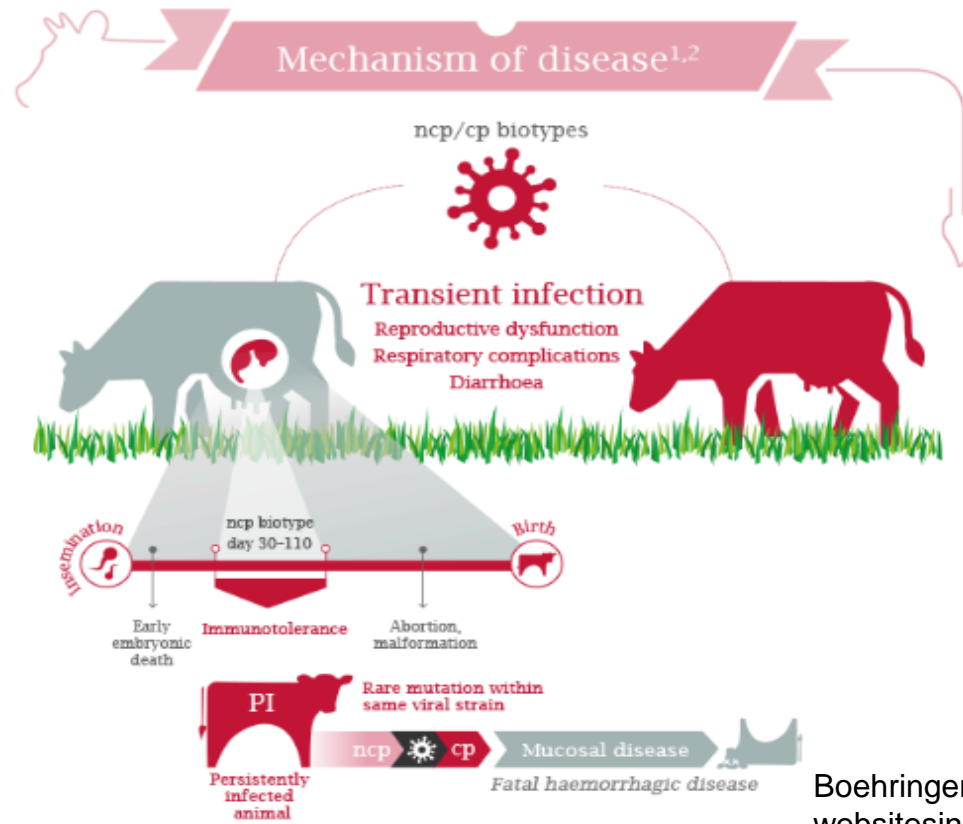 Mechanism of disease1,2
ncp/cp biotypes
Transient infection
Reproductive dysfunction
Respiratory complications
Diarrhoea
Insemination
ncp biotype
day 30–110
Birth
Early
embryonic
death
Immunotolerance
Abortion,
malformation
PI
Rare mutation within
same viral strain
ncp
cp
Mucosal disease
Persistently
infected
animal
Fatal haemorrhagic disease
Boehringer